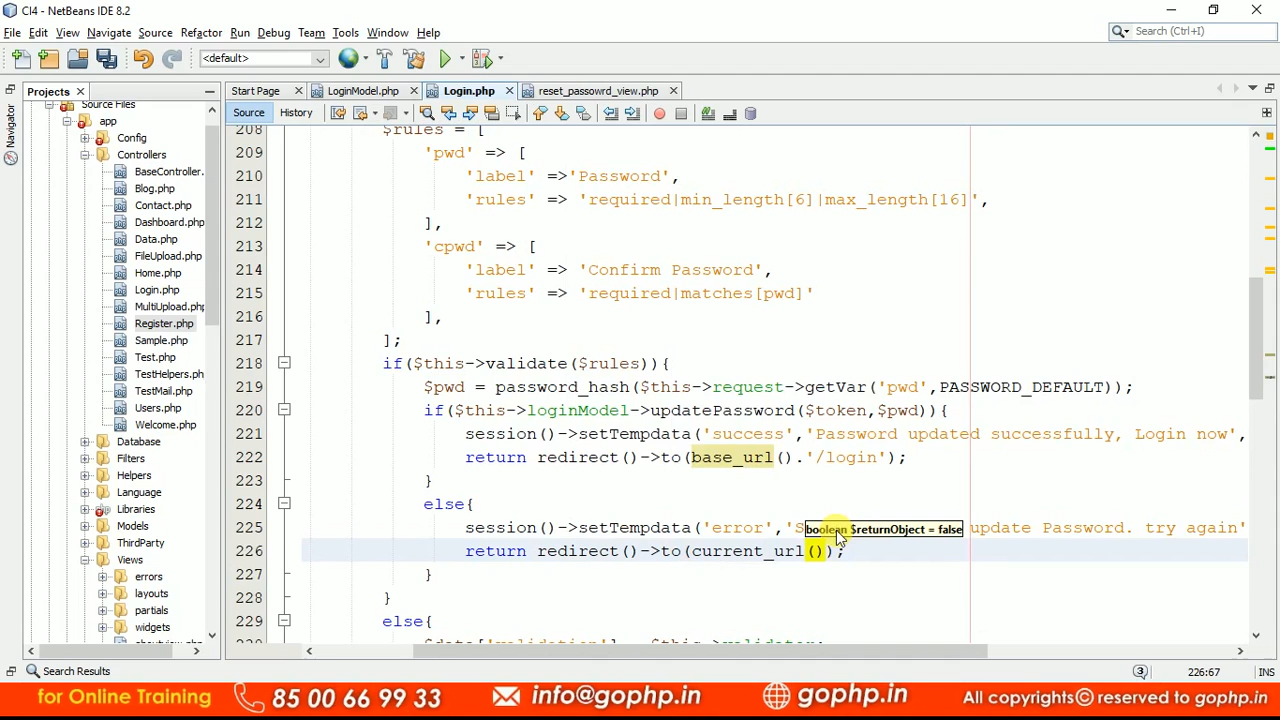 CI4 - NetBeans IDE 8.2
File Edit View Navigate Source Refactor Run Debug Team Tools Window Help
Search (Ctrl+I)
<default>
Projects
Start Page
LoginModel.php
Login.php
reset_passowrd_view.php
Navigator
Source History
Source Files
app
Config
Controllers
BaseController.
Blog.php
Contact.php
Dashboard.php
Data.php
FileUpload.php
Home.php
Login.php
MultiUpload.php
Register.php
Sample.php
Test.php
TestHelpers.ph
TestMail.php
Users.php
Welcome.php
Database
Filters
Helpers
Language
Libraries
Models
ThirdParty
Views
errors
layouts
partials
widgets
208 $rules = [
209 'pwd' => [
210 'label' =>'Password',
211 'rules' => 'required|min_length[6]|max_length[16]',
212 ],
213 'cpwd' => [
214 'label' => 'Confirm Password',
215 'rules' => 'required|matches[pwd]'
216 ],
217 ];
218 if($this->validate($rules)){
219 $pwd = password_hash($this->request->getVar('pwd',PASSWORD_DEFAULT));
220 if($this->loginModel->updatePassword($token,$pwd)){
221 session()->setTempdata('success','Password updated successfully, Login now',
222 return redirect()->to(base_url().'/login');
223 }
224 else{
225 session()->setTempdata('error','S update Password. try again'
boolean $returnObject = false
226 return redirect()->to(current_url());
227 }
228 }
229 else{
$data['validation'] = $this->validator;
Search Results
3
226:67
INS
for Online Training 85 00 66 99 33 info@gophp.in gophp.in All copyrights© reserved to gophp.in